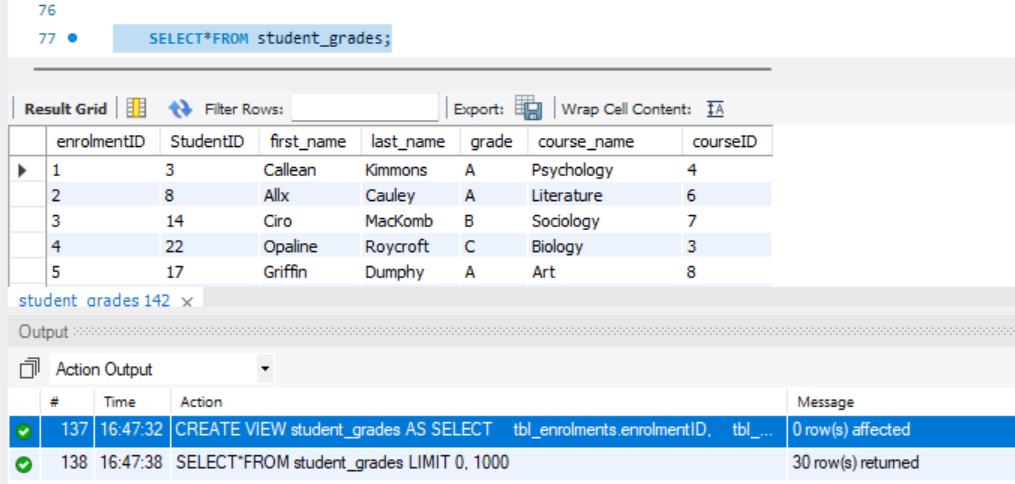 76
77 SELECT*FROM student_grades;
Result Grid Filter Rows: Export: Wrap Cell Content: IA
enrolmentID StudentID first_name last_name grade course_name courseID
1 3 Callean Kimmons A Psychology 4
2 8 Allx Cauley A Literature 6
3 14 Ciro MacKomb B Sociology 7
4 22 Opaline Roycroft C Biology 3
5 17 Griffin Dumphy A Art 8
student_grades 142 ×
Output
Action Output
# Time Action Message
137 16:47:32 CREATE VIEW student_grades AS SELECT tbl_enrolments.enrolmentID, tbl_... 0 row(s) affected
138 16:47:38 SELECT*FROM student_grades LIMIT 0, 1000 30 row(s) returned